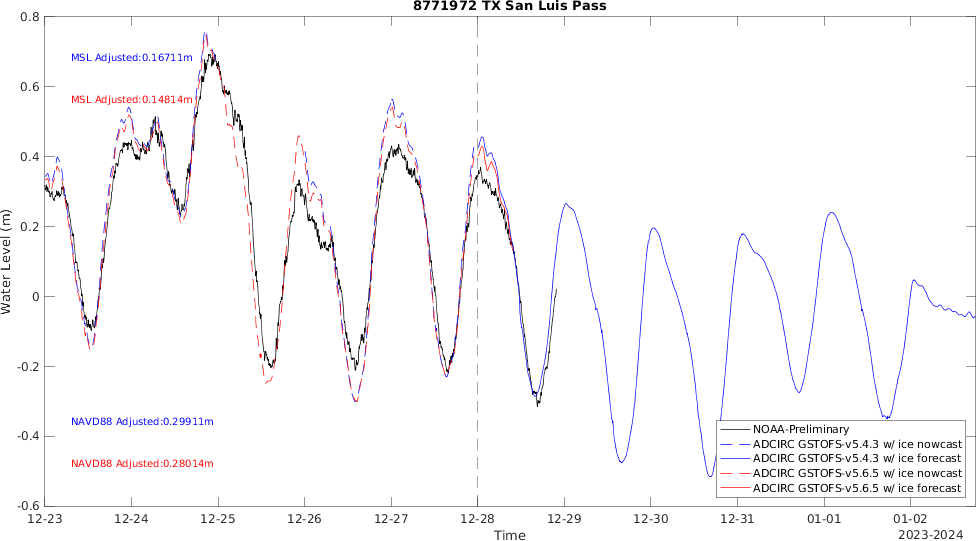 8771972 TX San Luis Pass
0.8
0.6
0.4
0.2
0
-0.2
-0.4
-0.6
Water Level (m)
MSL Adjusted:0.16711m
MSL Adjusted:0.14814m
NAVD88 Adjusted:0.29911m
NAVD88 Adjusted:0.28014m
NOAA-Preliminary
ADCIRC GSTOFS-v5.4.3 w/ ice nowcast
ADCIRC GSTOFS-v5.4.3 w/ ice forecast
ADCIRC GSTOFS-v5.6.5 w/ ice nowcast
ADCIRC GSTOFS-v5.6.5 w/ ice forecast
12-23 12-24 12-25 12-26 12-27 12-28 12-29 12-30 12-31 01-01 01-02
Time
2023-2024